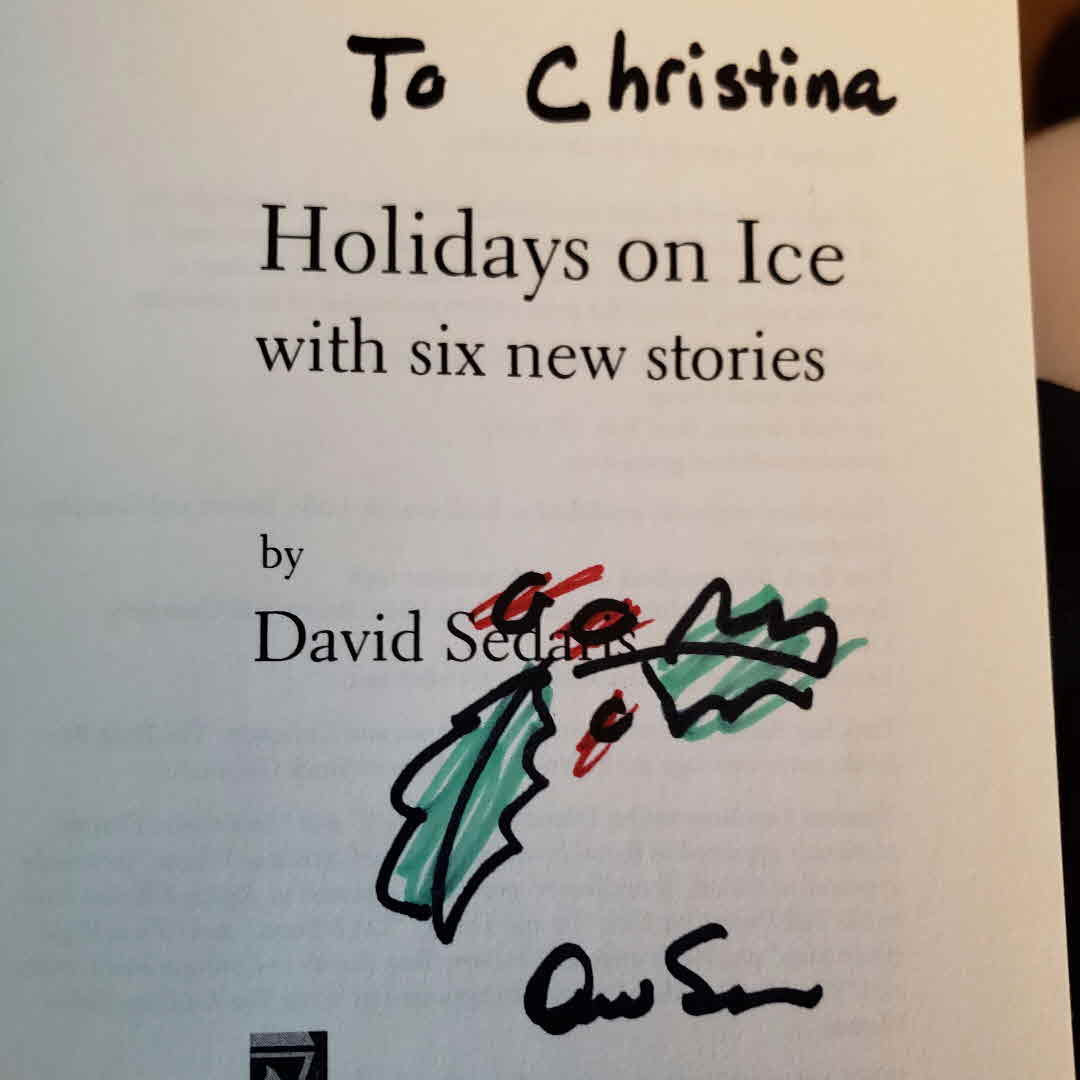 To Christina
Holidays on Ice
with six new stories
by
David Sedaris